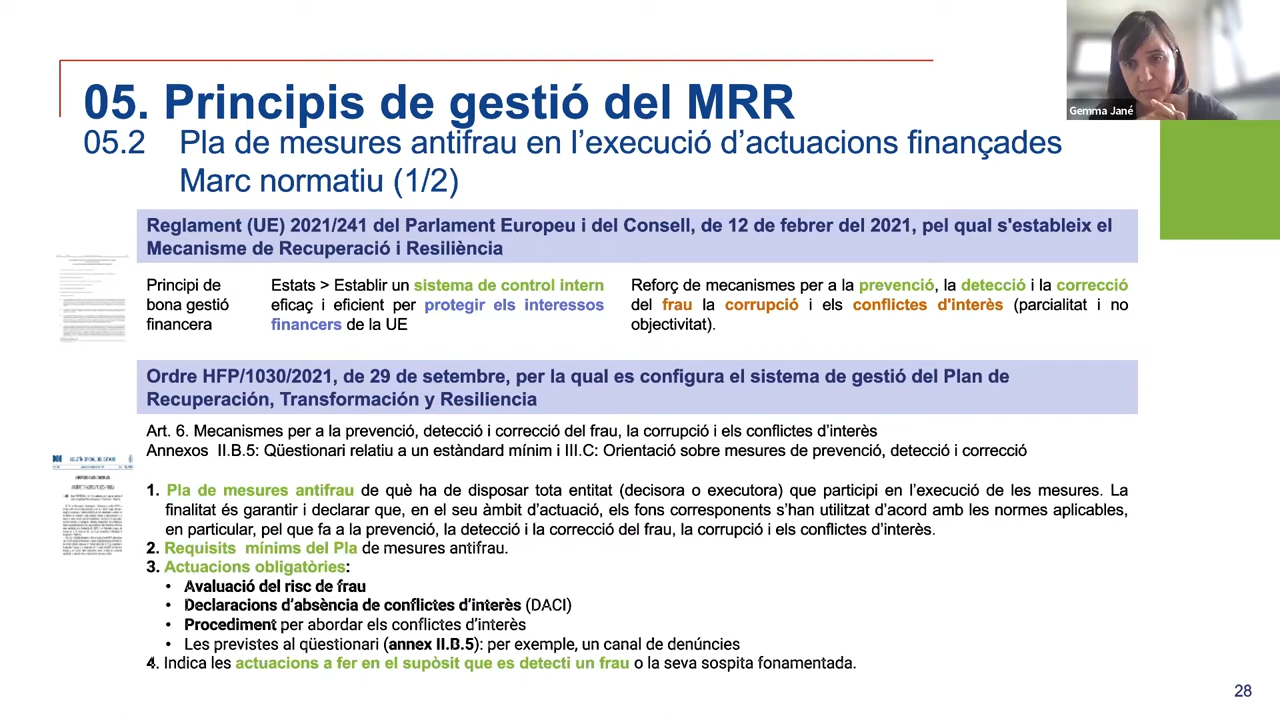 Gemma Jané
05. Principis de gestió del MRR
05.2 Pla de mesures antifrau en l’execució d’actuacions finançades
Marc normatiu (1/2)
Reglament (UE) 2021/241 del Parlament Europeu i del Consell, de 12 de febrer del 2021, pel qual s'estableix el
Mecanisme de Recuperació i Resiliència
Principi de
bona gestió
financera
Estats > Establir un sistema de control intern
eficaç i eficient per protegir els interessos
financers de la UE
Reforç de mecanismes per a la prevenció, la detecció i la correcció
del frau la corrupció i els conflictes d'interès (parcialitat i no
objectivitat).
Ordre HFP/1030/2021, de 29 de setembre, per la qual es configura el sistema de gestió del Plan de
Recuperación, Transformación y Resiliencia
Art. 6. Mecanismes per a la prevenció, detecció i correcció del frau, la corrupció i els conflictes d’interès
Annexos II.B.5: Qüestionari relatiu a un estàndard mínim i III.C: Orientació sobre mesures de prevenció, detecció i correcció
1. Pla de mesures antifrau de què ha de disposar tota entitat (decisora o executora) que participi en l’execució de les mesures. La
finalitat és garantir i declarar que, en el seu àmbit d’actuació, els fons corresponents s’han utilitzat d’acord amb les normes aplicables,
en particular, pel que fa a la prevenció, la detecció i la correcció del frau, la corrupció i els conflictes d’interès.
2. Requisits mínims del Pla de mesures antifrau.
3. Actuacions obligatòries:
• Avaluació del risc de frau
• Declaracions d’absència de conflictes d’interès (DACI)
• Procediment per abordar els conflictes d’interès
• Les previstes al qüestionari (annex II.B.5): per exemple, un canal de denúncies
4. Indica les actuacions a fer en el supòsit que es detecti un frau o la seva sospita fonamentada.
28